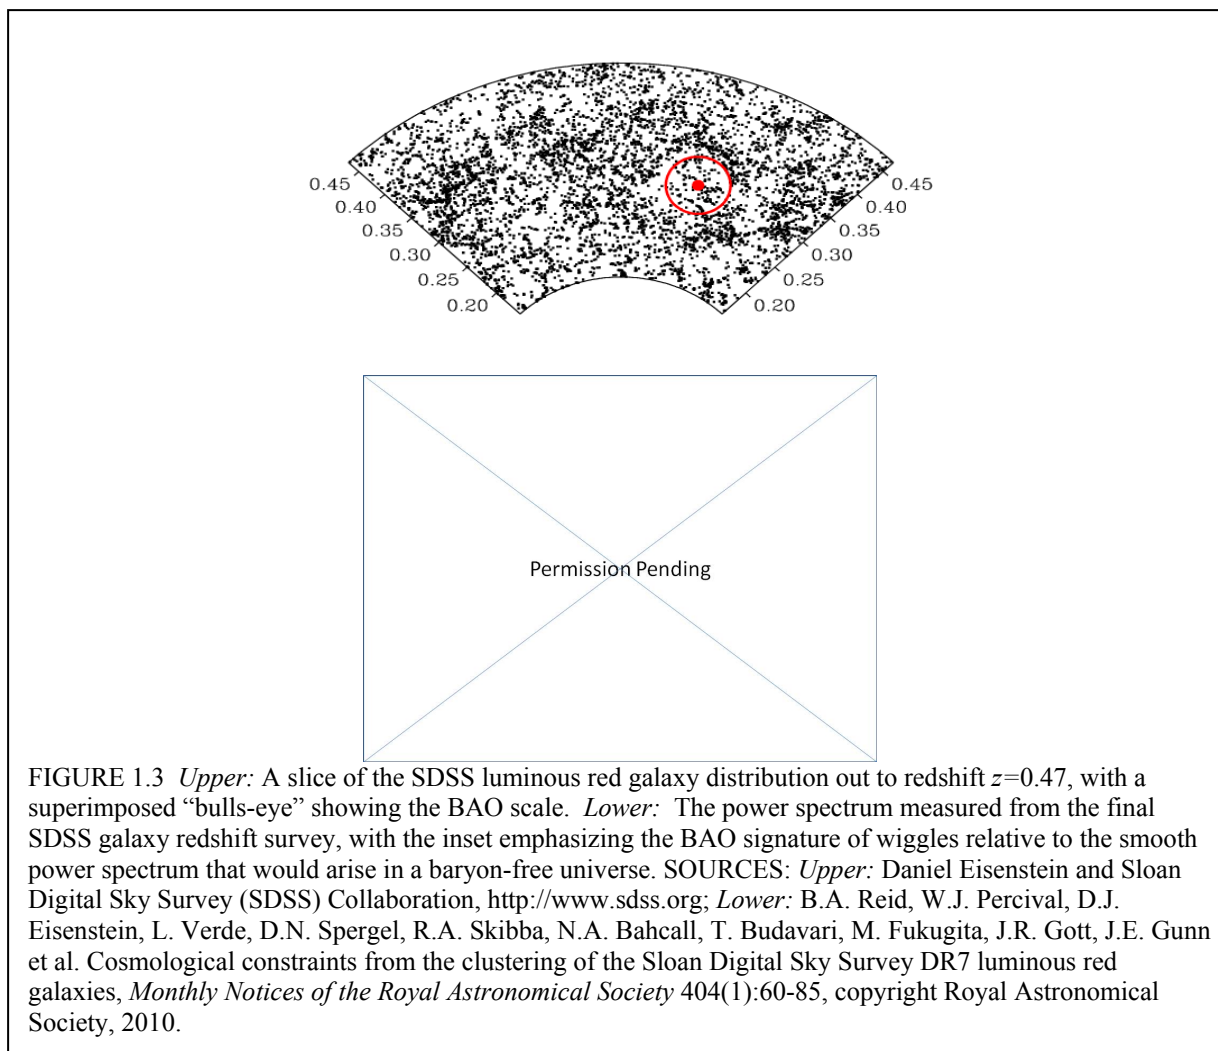 0.45
0.40
0.35
0.30
0.25
0.20
0.45
0.40
0.35
0.30
0.25
0.20
Permission Pending
FIGURE 1.3 Upper: A slice of the SDSS luminous red galaxy distribution out to redshift z=0.47, with a
superimposed “bulls-eye” showing the BAO scale. Lower: The power spectrum measured from the final
SDSS galaxy redshift survey, with the inset emphasizing the BAO signature of wiggles relative to the smooth
power spectrum that would arise in a baryon-free universe. SOURCES: Upper: Daniel Eisenstein and Sloan
Digital Sky Survey (SDSS) Collaboration, http://www.sdss.org; Lower: B.A. Reid, W.J. Percival, D.J.
Eisenstein, L. Verde, D.N. Spergel, R.A. Skibba, N.A. Bahcall, T. Budavari, M. Fukugita, J.R. Gott, J.E. Gunn
et al. Cosmological constraints from the clustering of the Sloan Digital Sky Survey DR7 luminous red
galaxies, Monthly Notices of the Royal Astronomical Society 404(1):60-85, copyright Royal Astronomical
Society, 2010.